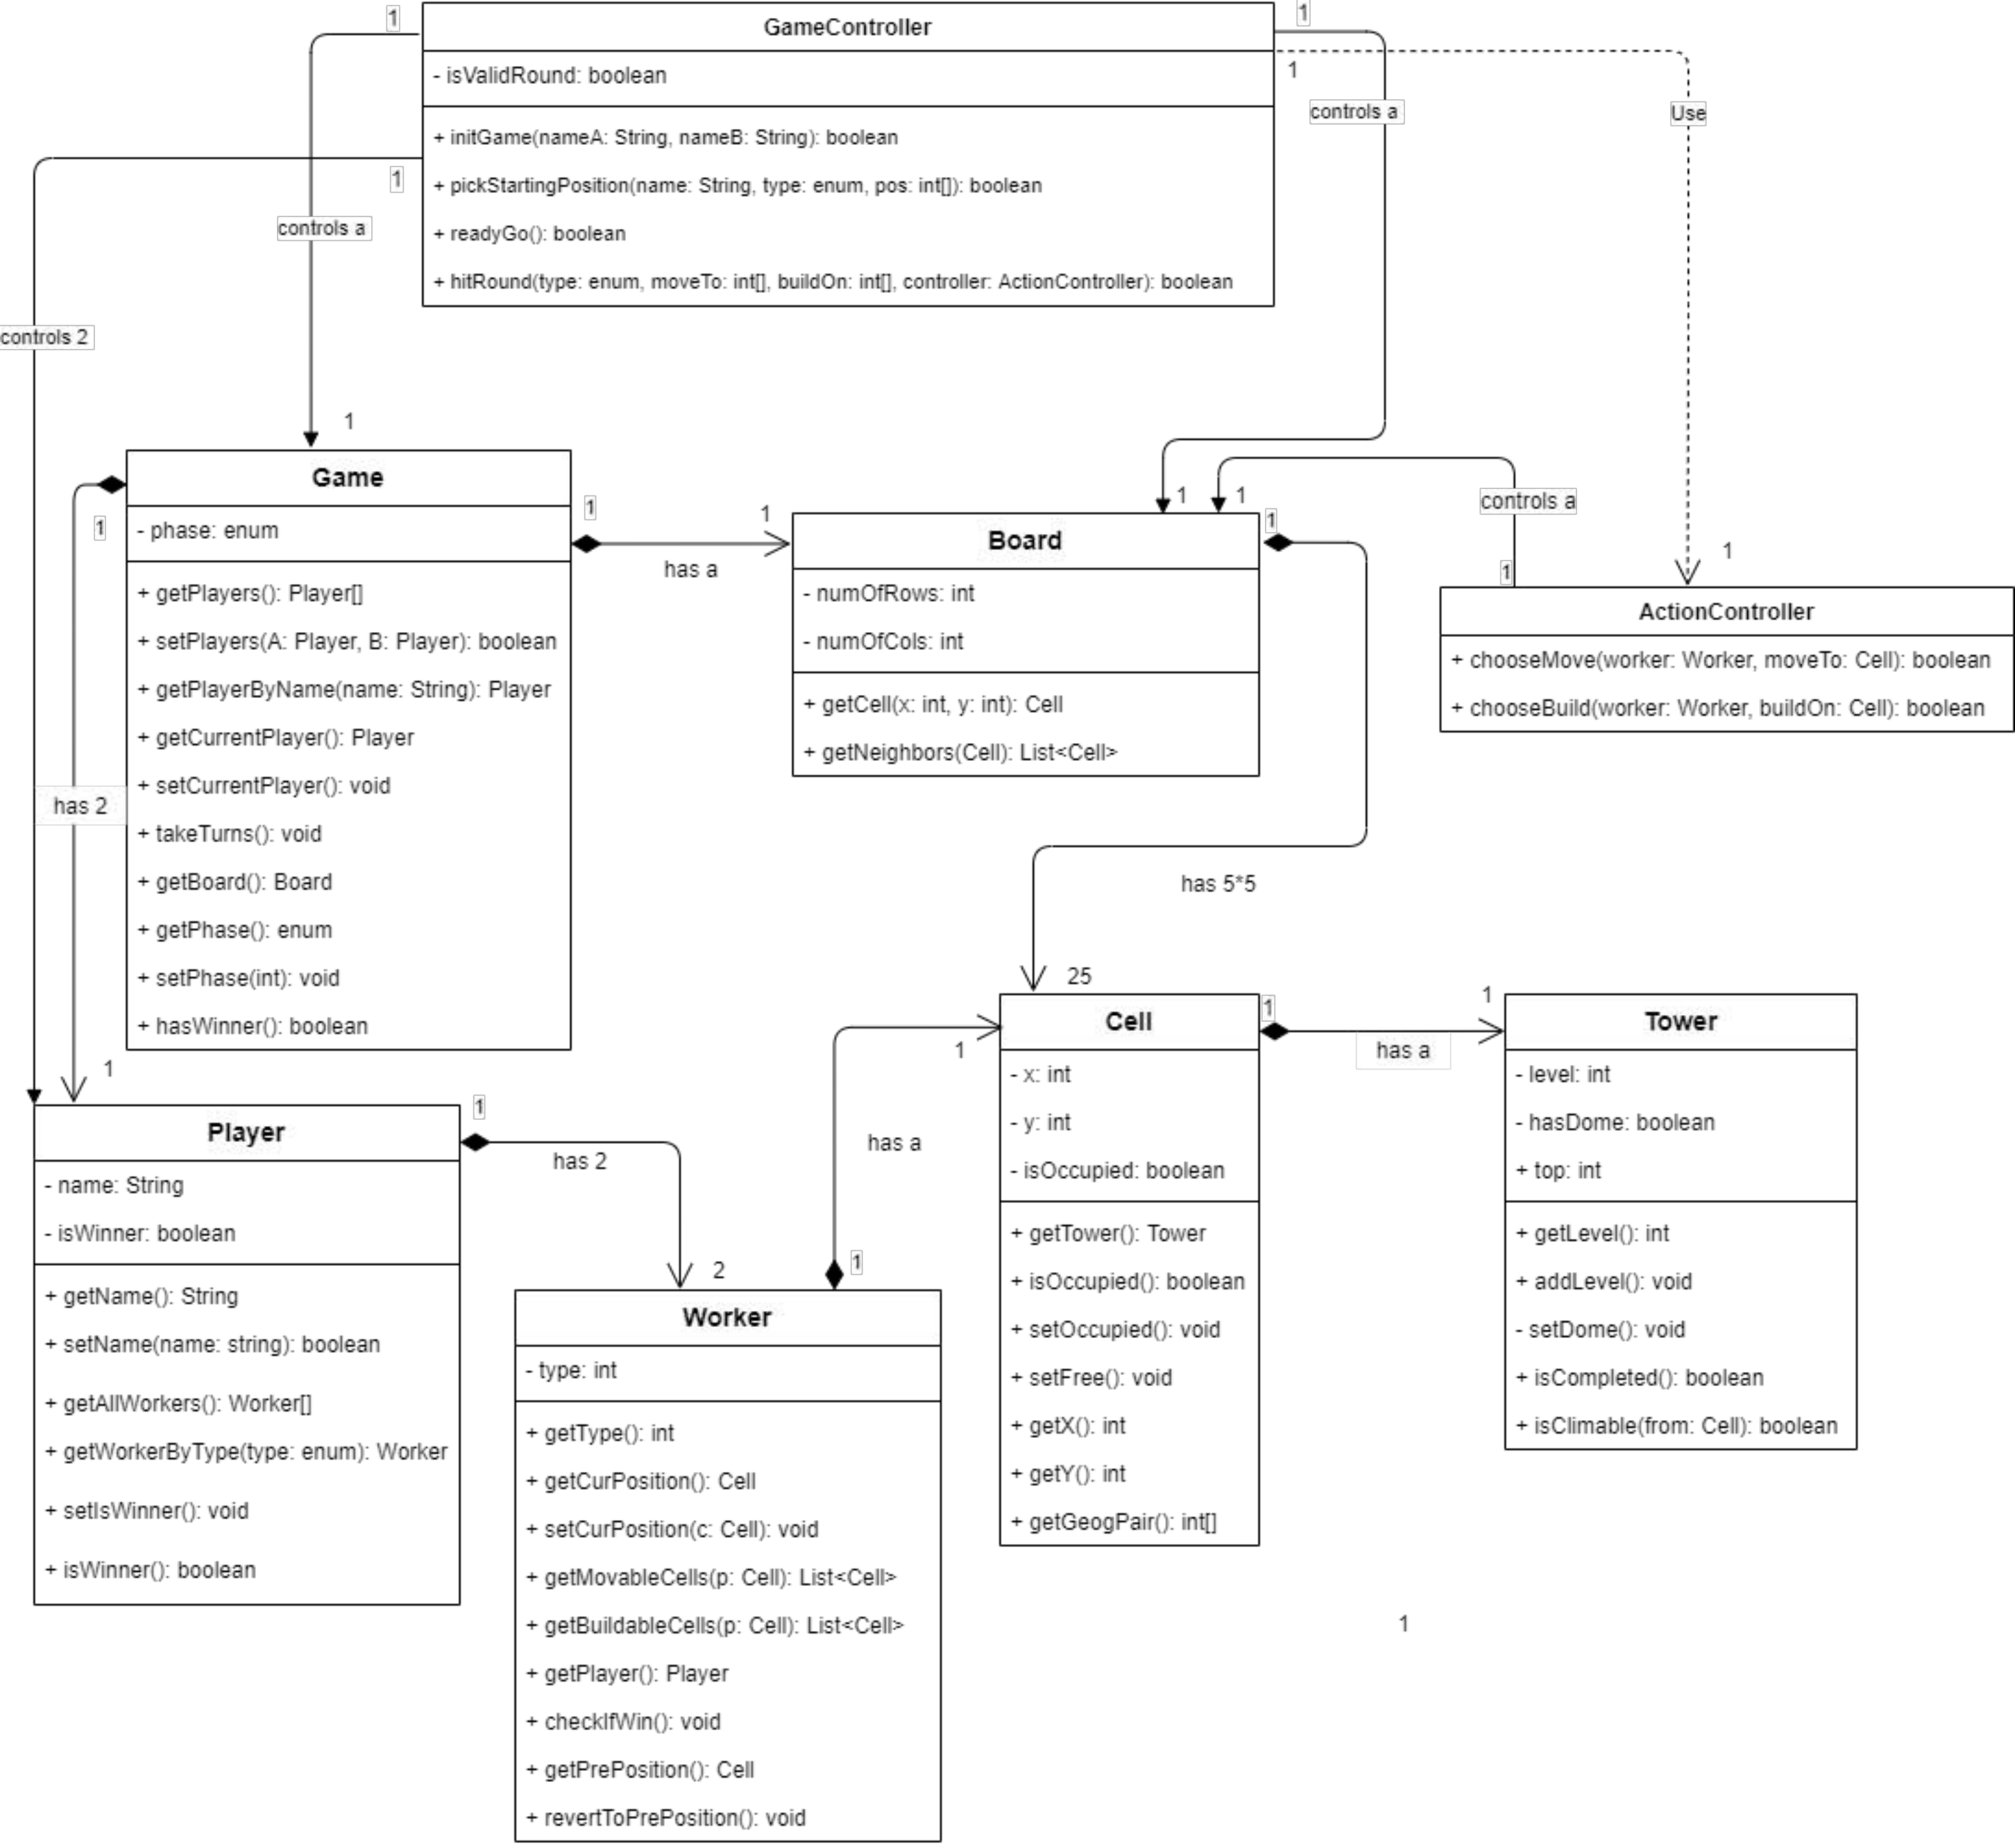 1
GameController
1
- isValidRound: boolean
1
+ initGame(nameA: String, nameB: String): boolean
+ pickStartingPosition(name: String, type: enum, pos: int[]): boolean
+ readyGo(): boolean
+ hitRound(type: enum, moveTo: int[], buildOn: int[], controller: ActionController): boolean
1
controls a
controls 2
controls a
Use
1
Game
- phase: enum
+ getPlayers(): Player[]
+ setPlayers(A: Player, B: Player): boolean
+ getPlayerByName(name: String): Player
+ getCurrentPlayer(): Player
+ setCurrentPlayer(): void
+ takeTurns(): void
+ getBoard(): Board
+ getPhase(): enum
+ setPhase(int): void
+ hasWinner(): boolean
1
has 2
1
1
has a
1
1
1
Board
- numOfRows: int
- numOfCols: int
+ getCell(x: int, y: int): Cell
+ getNeighbors(Cell): List<Cell>
1
controls a
1
1
ActionController
+ chooseMove(worker: Worker, moveTo: Cell): boolean
+ chooseBuild(worker: Worker, buildOn: Cell): boolean
has 5*5
25
Player
- name: String
- isWinner: boolean
+ getName(): String
+ setName(name: string): boolean
+ getAllWorkers(): Worker[]
+ getWorkerByType(type: enum): Worker
+ setIsWinner(): void
+ isWinner(): boolean
1
has 2
2
Worker
- type: int
+ getType(): int
+ getCurPosition(): Cell
+ setCurPosition(c: Cell): void
+ getMovableCells(p: Cell): List<Cell>
+ getBuildableCells(p: Cell): List<Cell>
+ getPlayer(): Player
+ checkIfWin(): void
+ getPrePosition(): Cell
+ revertToPrePosition(): void
1
has a
1
Cell
- x: int
- y: int
- isOccupied: boolean
+ getTower(): Tower
+ isOccupied(): boolean
+ setOccupied(): void
+ setFree(): void
+ getX(): int
+ getY(): int
+ getGeogPair(): int[]
1
has a
1
Tower
- level: int
- hasDome: boolean
+ top: int
+ getLevel(): int
+ addLevel(): void
- setDome(): void
+ isCompleted(): boolean
+ isClimable(from: Cell): boolean
1